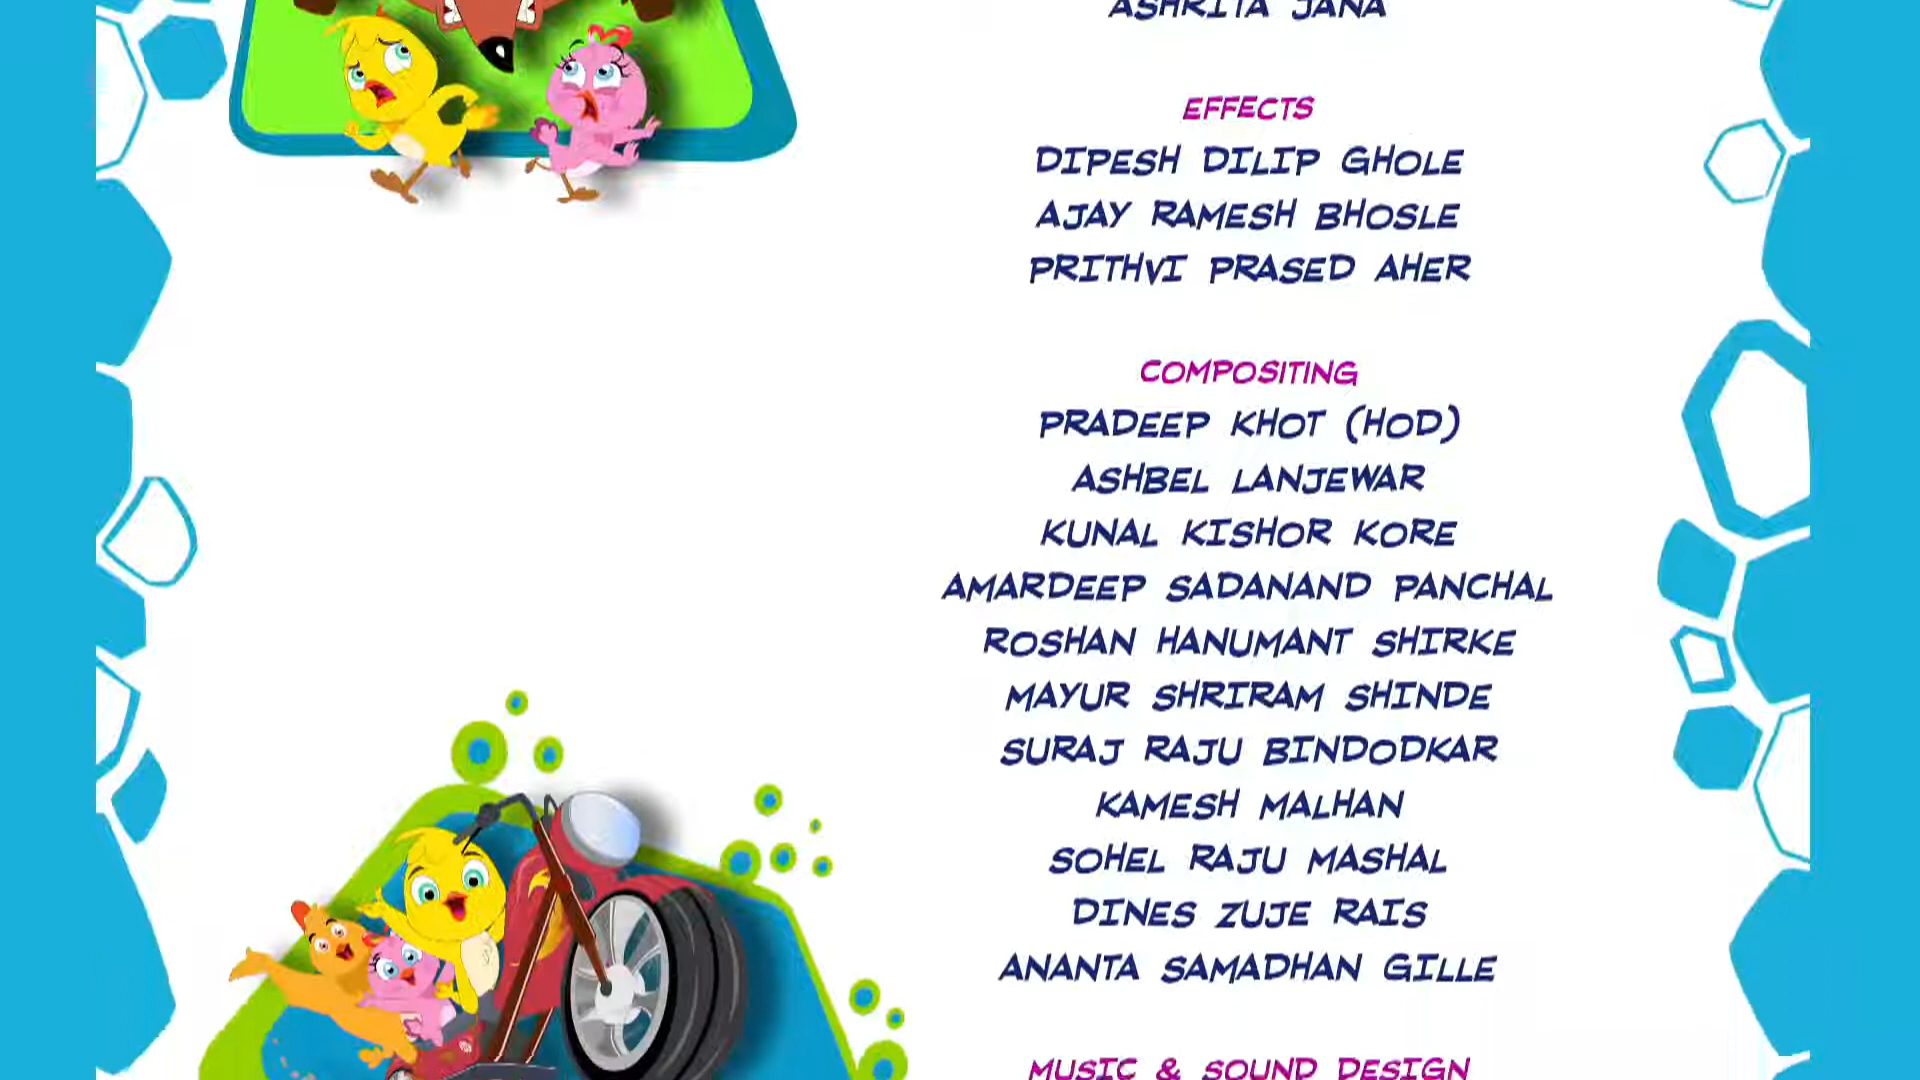 ASHRITA JANA
EFFECTS
DIPESH DILIP GHOLE
AJAY RAMESH BHOSLE
PRITHVI PRASED AHER
COMPOSITING
PRADEEP KHOT (HOD)
ASHBEL LANJEWAR
KUNAL KISHOR KORE
AMARDEEP SADANAND PANCHAL
ROSHAN HANUMANT SHIRKE
MAYUR SHRIRAM SHINDE
SURAJ RAJU BINDODKAR
KAMESH MALHAN
SOHEL RAJU MASHAL
DINES ZUJE RAIS
ANANTA SAMADHAN GILLE
MUSIC & SOUND DESIGN